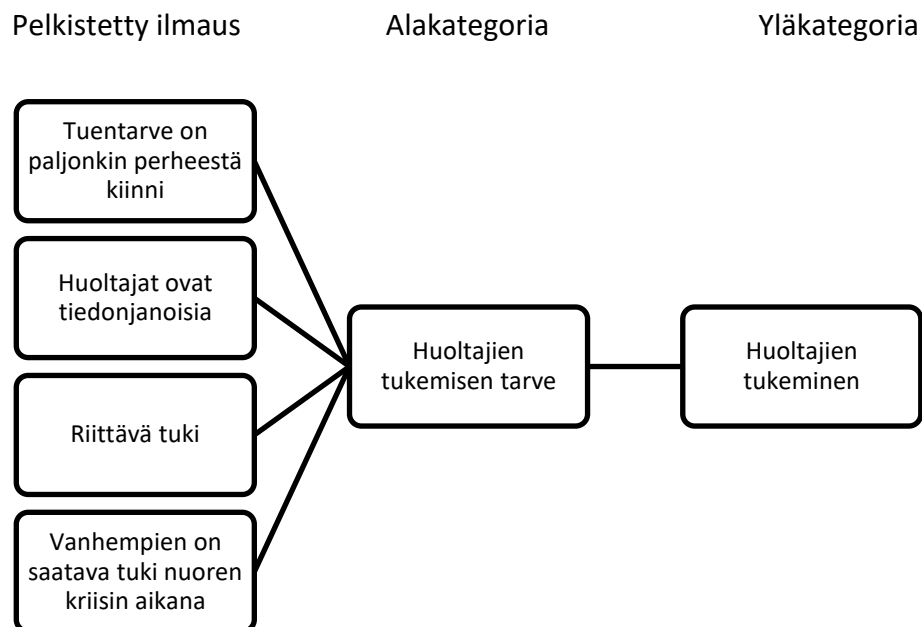 Pelkistetty ilmaus Alakategoria Yläkategoria
Tuentarve on
paljonkin perheestä
kiinni
Huoltajat ovat
tiedonjanoisia
Riittävä tuki
Vanhempien on
saatava tuki nuoren
kriisin aikana
Huoltajien
tukemisen tarve
Huoltajien
tukeminen